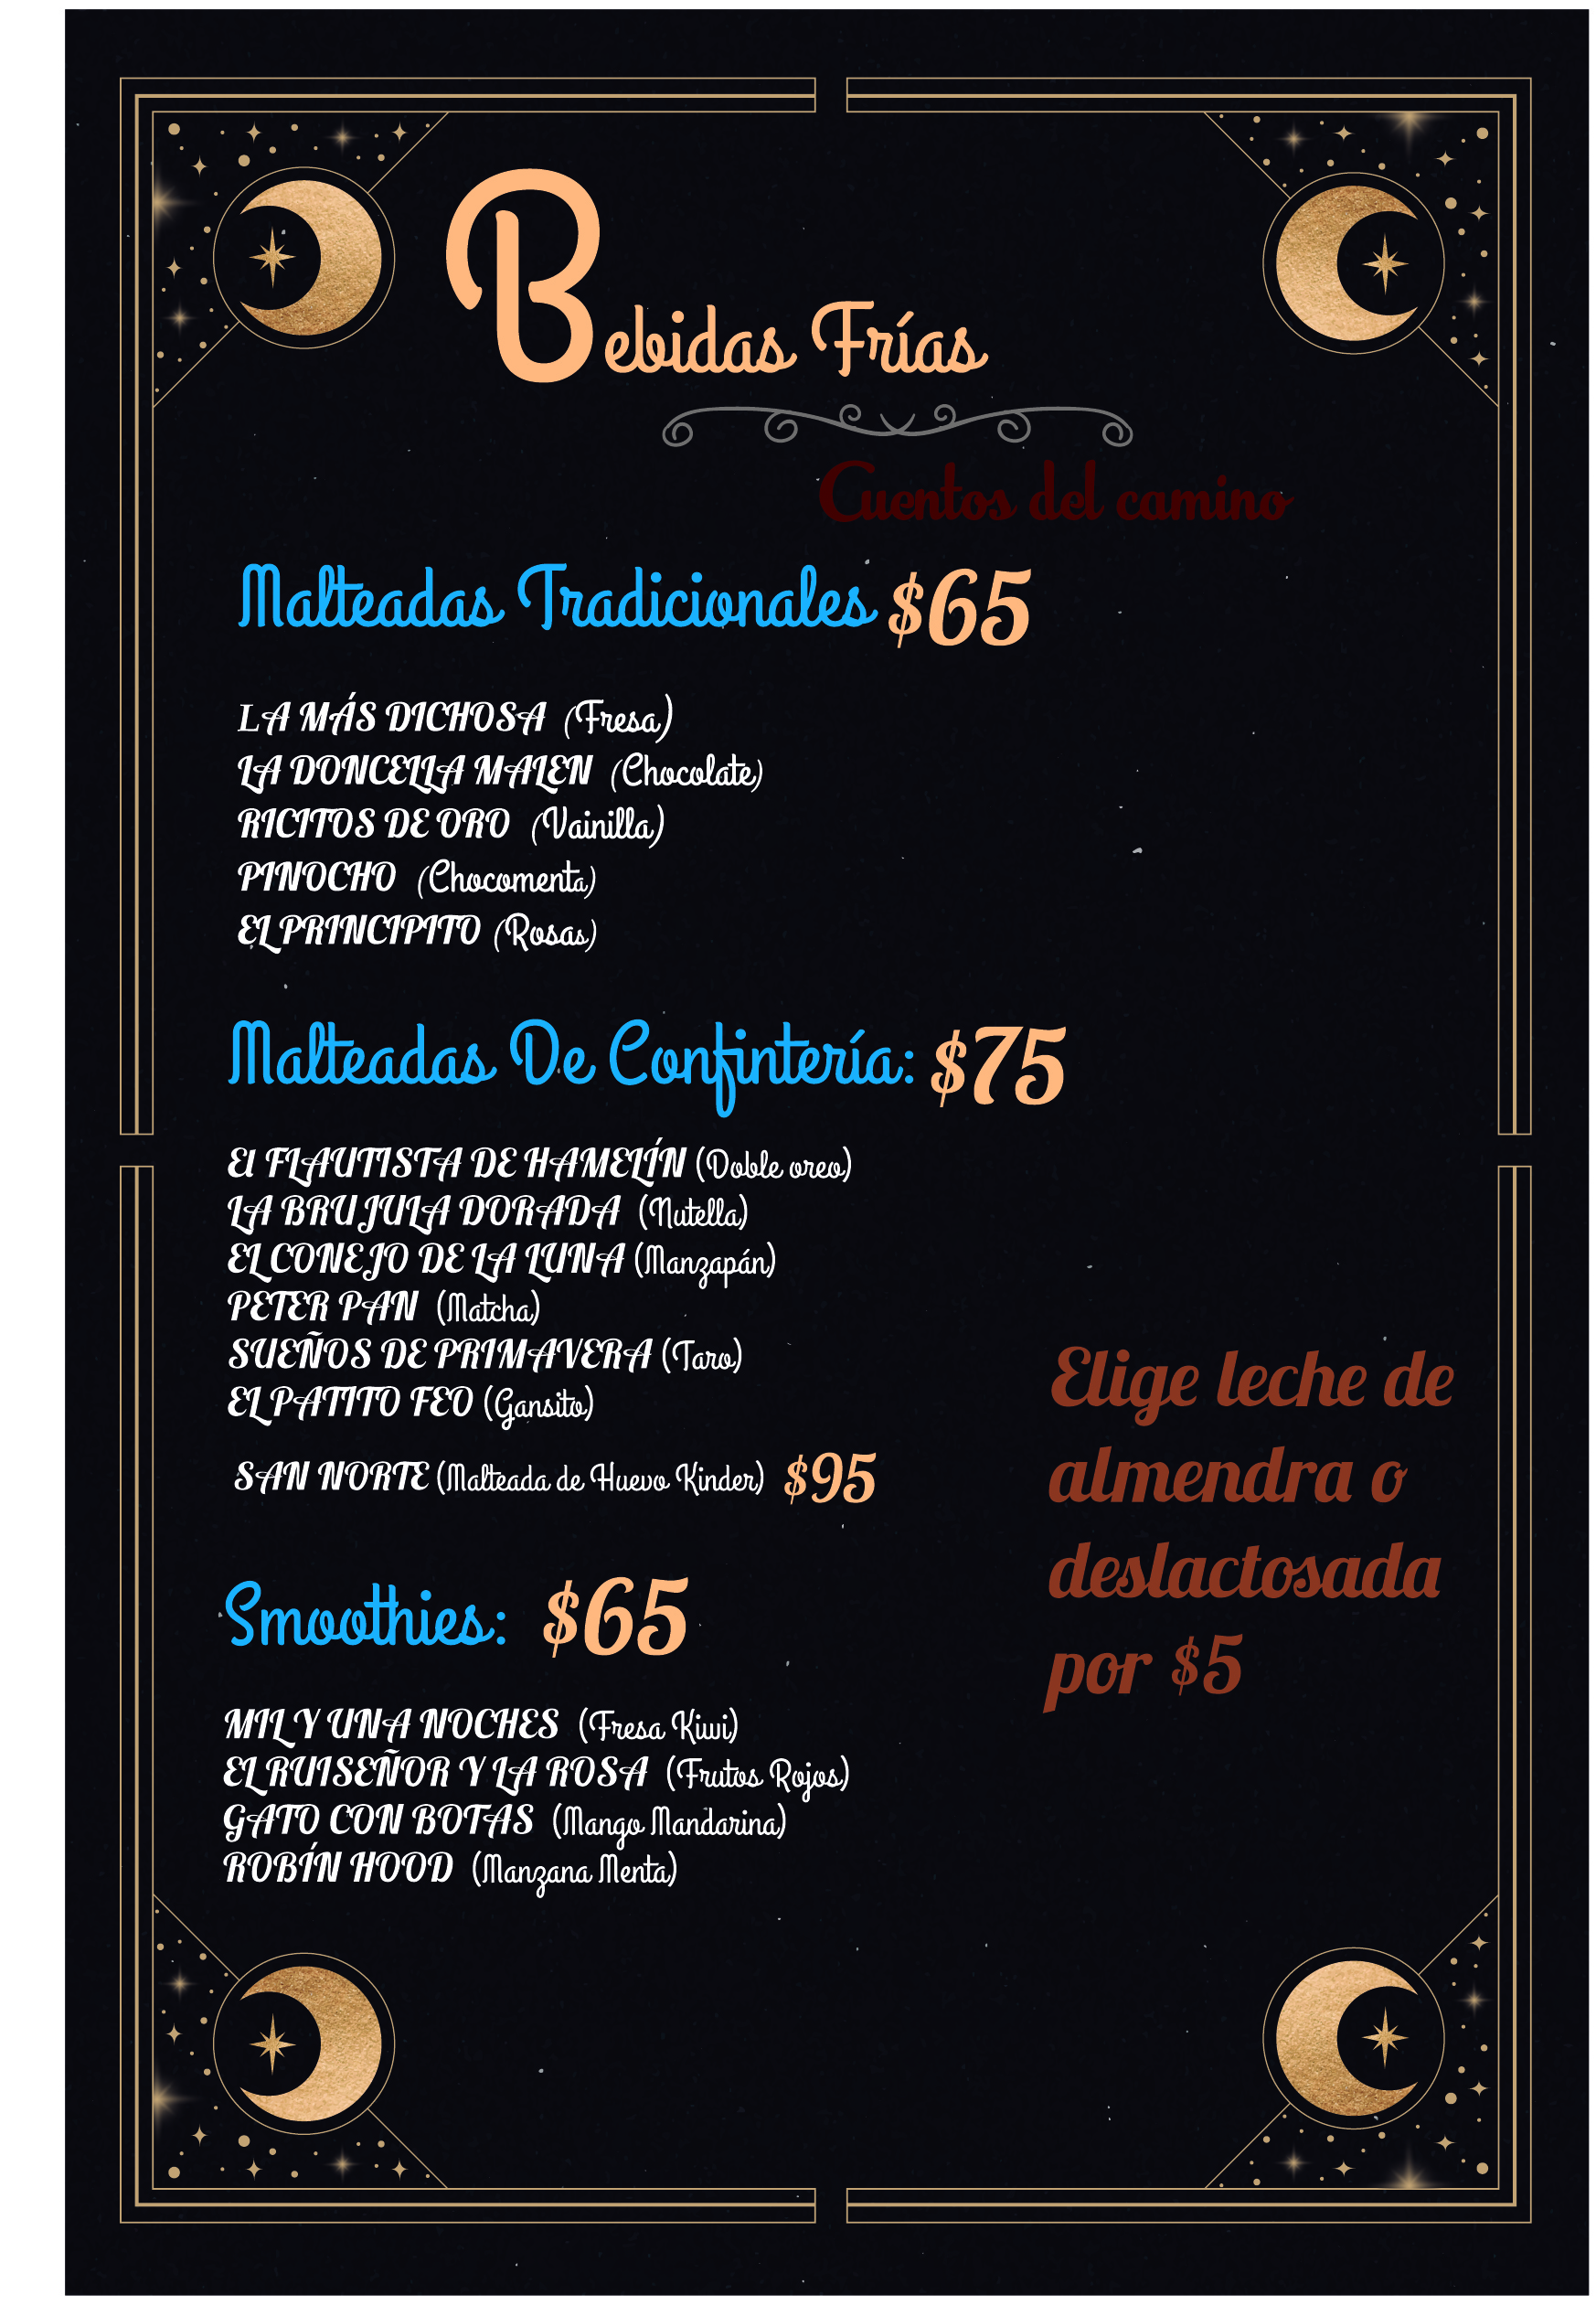 Bebidas Frías
Cuentos del camino
Malteadas Tradicionales $65
LA MÁS DICHOSA (Fresa)
LA DONCELLA MALEN (Chocolate)
RICITOS DE ORO (Vainilla)
PINOCHO (Chocomenta)
EL PRINCIPITO (Rosas)
Malteadas De Confintería: $75
El FLAUTISTA DE HAMELÍN (Doble oreo)
LA BRUJULA DORADA (Nutella)
EL CONEJO DE LA LUNA (Manzapán)
PETER PAN (Matcha)
SUEÑOS DE PRIMAVERA (Taro)
EL PATITO FEO (Gansito)
SAN NORTE (Malteada de Huevo Kinder) $95
Elige leche de
almendra o
deslactosada
por $5
Smoothies: $65
MIL Y UNA NOCHES (Fresa Kiwi)
EL RUISEÑOR Y LA ROSA (Frutos Rojos)
GATO CON BOTAS (Mango Mandarina)
ROBÍN HOOD (Manzana Menta)